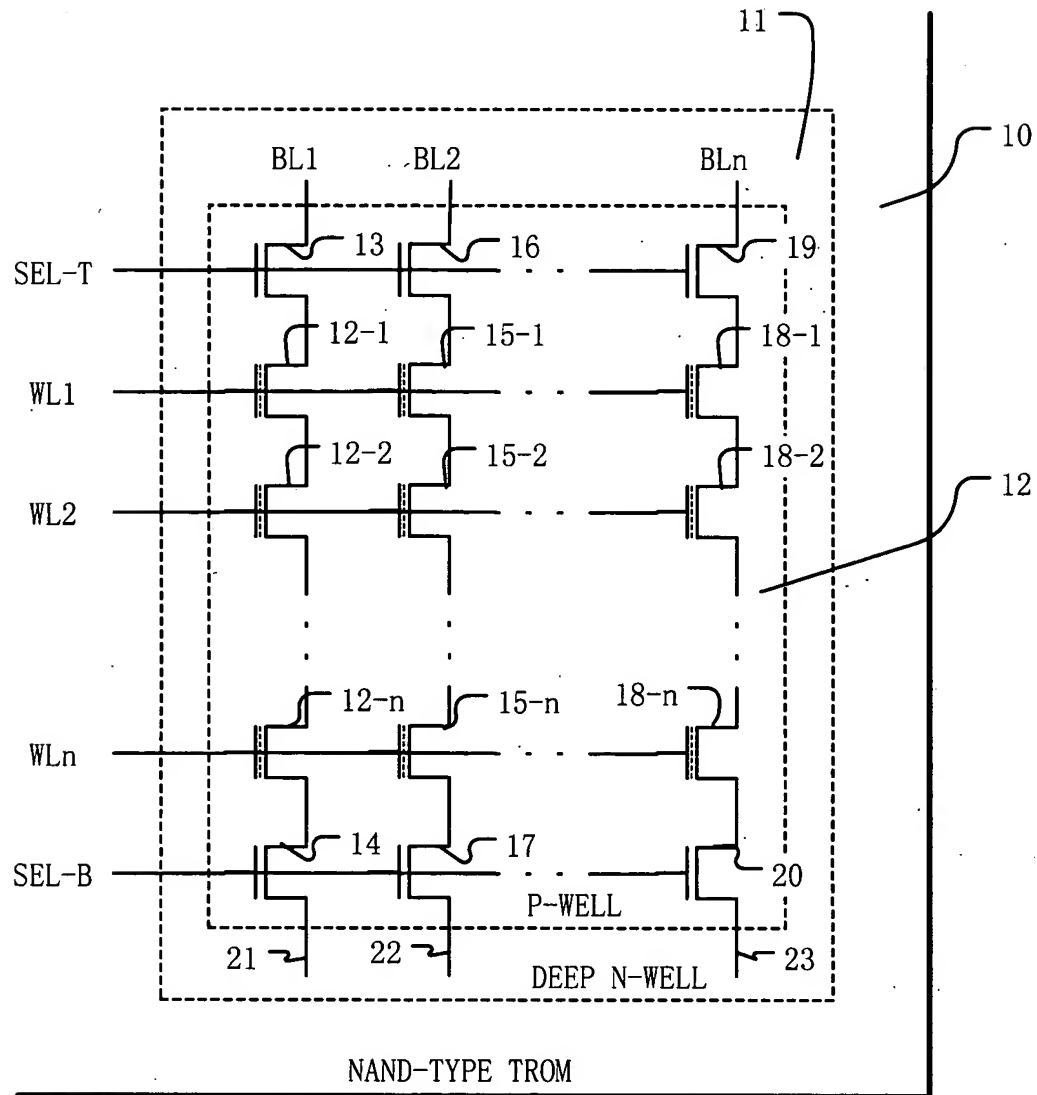 11
10
BL1 BL2 BLn
13 16 19
SEL-T
12-1 15-1 18-1
WL1
12-2 15-2 18-2
12
WL2
12-n 15-n 18-n
WLn
14 17 20
SEL-B
P-WELL
21 22 23
DEEP N-WELL
NAND-TYPE TROM